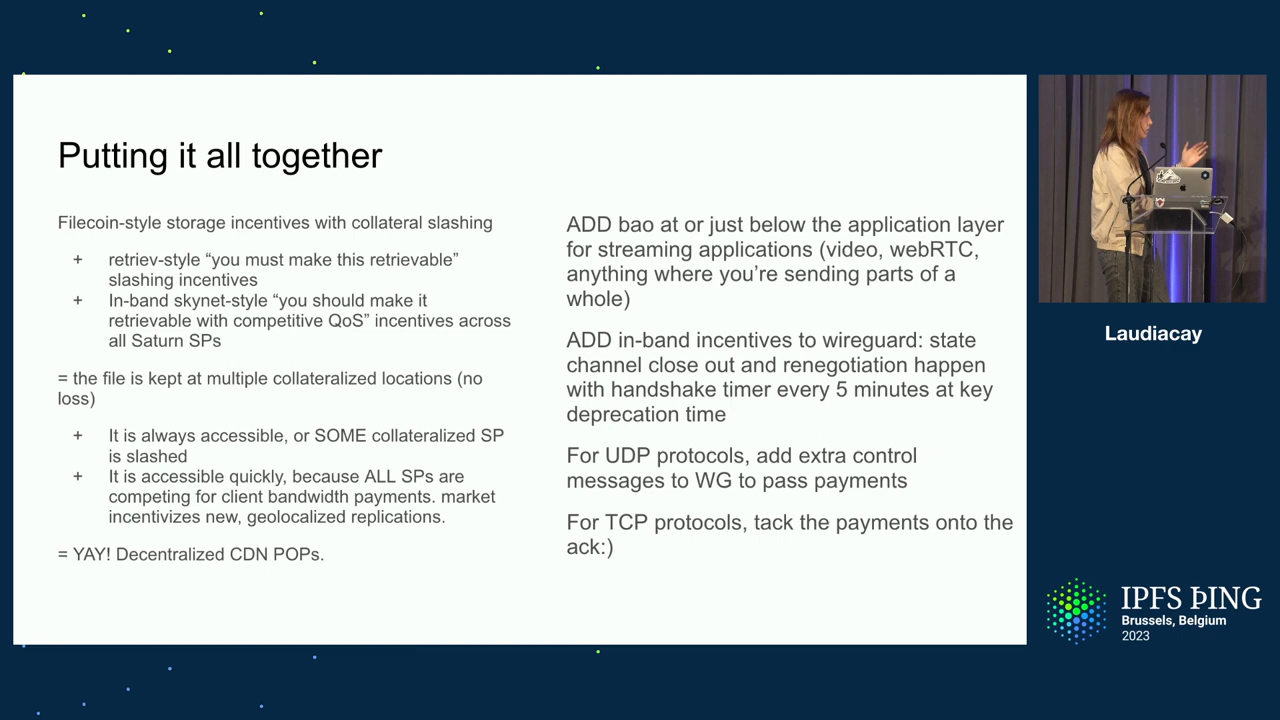 Putting it all together
Filecoin-style storage incentives with collateral slashing
+ retriev-style “you must make this retrievable”
slashing incentives
+ In-band skynet-style “you should make it
retrievable with competitive QoS” incentives across
all Saturn SPs
= the file is kept at multiple collateralized locations (no
loss)
+ It is always accessible, or SOME collateralized SP
is slashed
+ It is accessible quickly, because ALL SPs are
competing for client bandwidth payments. market
incentivizes new, geolocalized replications.
= YAY! Decentralized CDN POPs.
ADD bao at or just below the application layer
for streaming applications (video, webRTC,
anything where you’re sending parts of a
whole)
ADD in-band incentives to wireguard: state
channel close out and renegotiation happen
with handshake timer every 5 minutes at key
deprecation time
For UDP protocols, add extra control
messages to WG to pass payments
For TCP protocols, tack the payments onto the
ack:)
Laudiacay
IPFS ÞING
Brussels, Belgium
2023